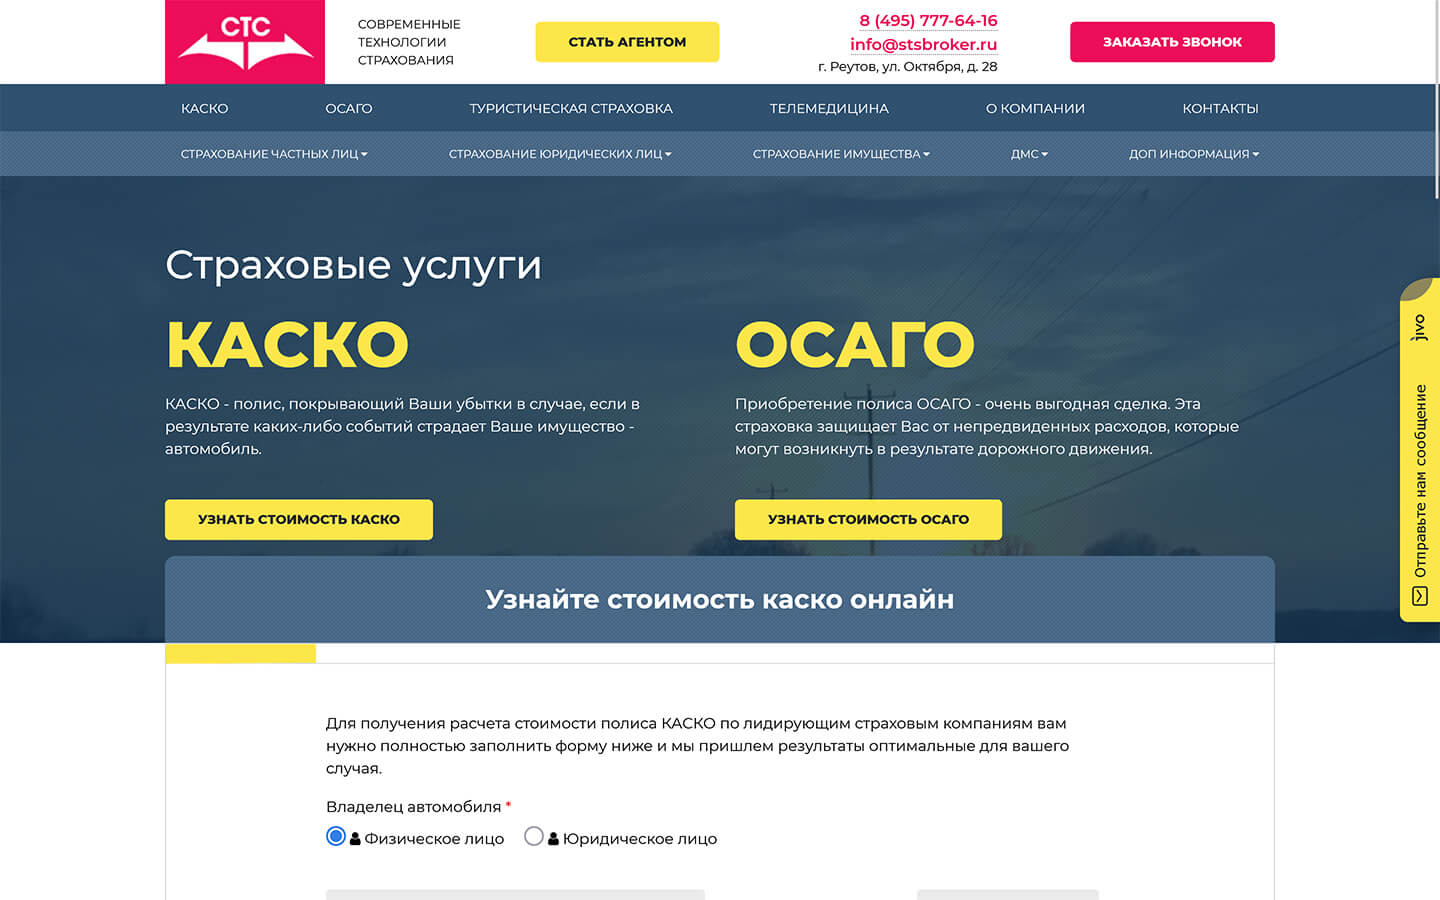 СТС
СОВРЕМЕННЫЕ
ТЕХНОЛОГИИ
СТРАХОВАНИЯ
СТАТЬ АГЕНТОМ
8 (495) 777-64-16
info@stsbroker.ru
г. Реутов, ул. Октября, д. 28
ЗАКАЗАТЬ ЗВОНОК
КАСКО ОСАГО ТУРИСТИЧЕСКАЯ СТРАХОВКА ТЕЛЕМЕДИЦИНА О КОМПАНИИ КОНТАКТЫ
СТРАХОВАНИЕ ЧАСТНЫХ ЛИЦ СТРАХОВАНИЕ ЮРИДИЧЕСКИХ ЛИЦ СТРАХОВАНИЕ ИМУЩЕСТВА ДМС ДОП ИНФОРМАЦИЯ
Страховые услуги
КАСКО
КАСКО - полис, покрывающий Ваши убытки в случае, если в
результате каких-либо событий страдает Ваше имущество -
автомобиль.
УЗНАТЬ СТОИМОСТЬ КАСКО
ОСАГО
Приобретение полиса ОСАГО - очень выгодная сделка. Эта
страховка защищает Вас от непредвиденных расходов, которые
могут возникнуть в результате дорожного движения.
УЗНАТЬ СТОИМОСТЬ ОСАГО
jivo
Отправьте нам сообщение
Узнайте стоимость каско онлайн
Для получения расчета стоимости полиса КАСКО по лидирующим страховым компаниям вам
нужно полностью заполнить форму ниже и мы пришлем результаты оптимальные для вашего
случая.
Владелец автомобиля *
Физическое лицо Юридическое лицо